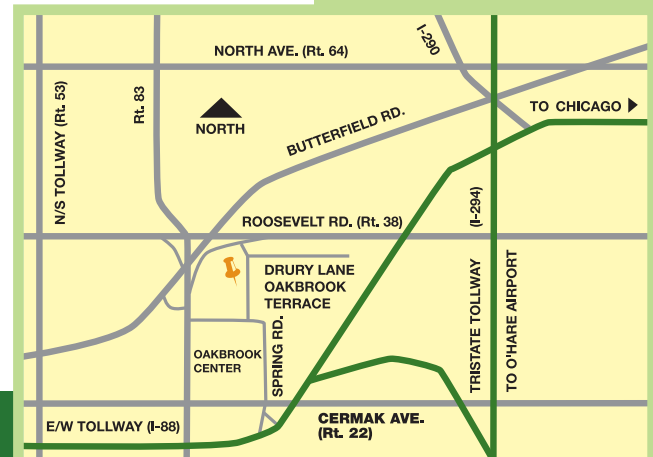 I-290
NORTH AVE. (Rt. 64)
N/S TOLLWAY (Rt. 53)
Rt. 83
NORTH
BUTTERFIELD RD.
TO CHICAGO
ROOSEVELT RD. (Rt. 38)
(I-294)
TRISTATE TOLLWAY
TO O'HARE AIRPORT
DRURY LANE
OAKBROOK
TERRACE
OAKBROOK
CENTER
SPRING RD.
E/W TOLLWAY (I-88)
CERMAK AVE.
(Rt. 22)